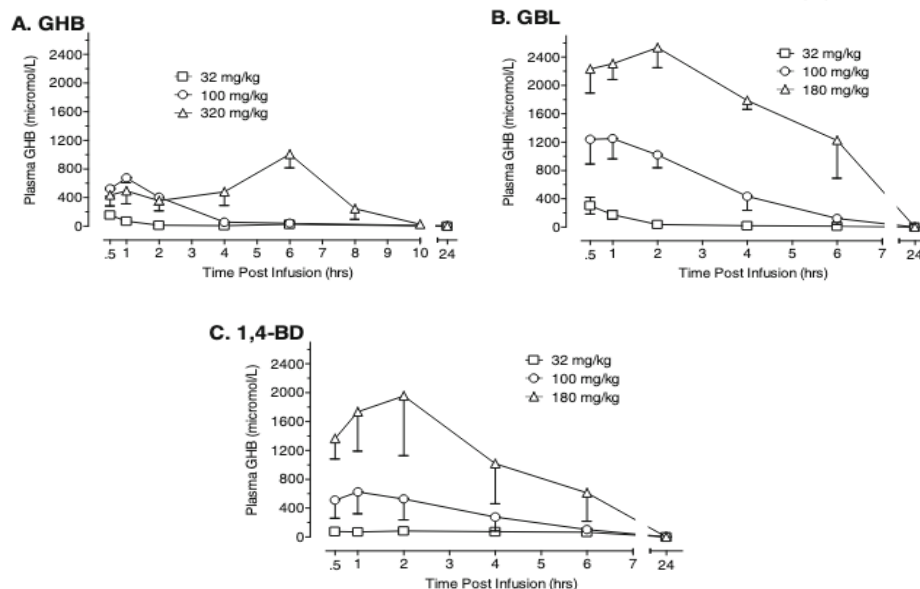 A. GHB
Plasma GHB (micromol/L)
2400
2000
1600
1200
800
400
0
32 mg/kg
100 mg/kg
320 mg/kg
.5 1 2 3 4 5 6 7 8 9 10 24
Time Post Infusion (hrs)
B. GBL
Plasma GHB (micromol/L)
2400
2000
1600
1200
800
400
0
32 mg/kg
100 mg/kg
180 mg/kg
.5 1 2 3 4 5 6 7 24
Time Post Infusion (hrs)
C. 1,4-BD
Plasma GHB (micromol/L)
2400
2000
1600
1200
800
400
0
32 mg/kg
100 mg/kg
180 mg/kg
.5 1 2 3 4 5 6 7 24
Time Post Infusion (hrs)